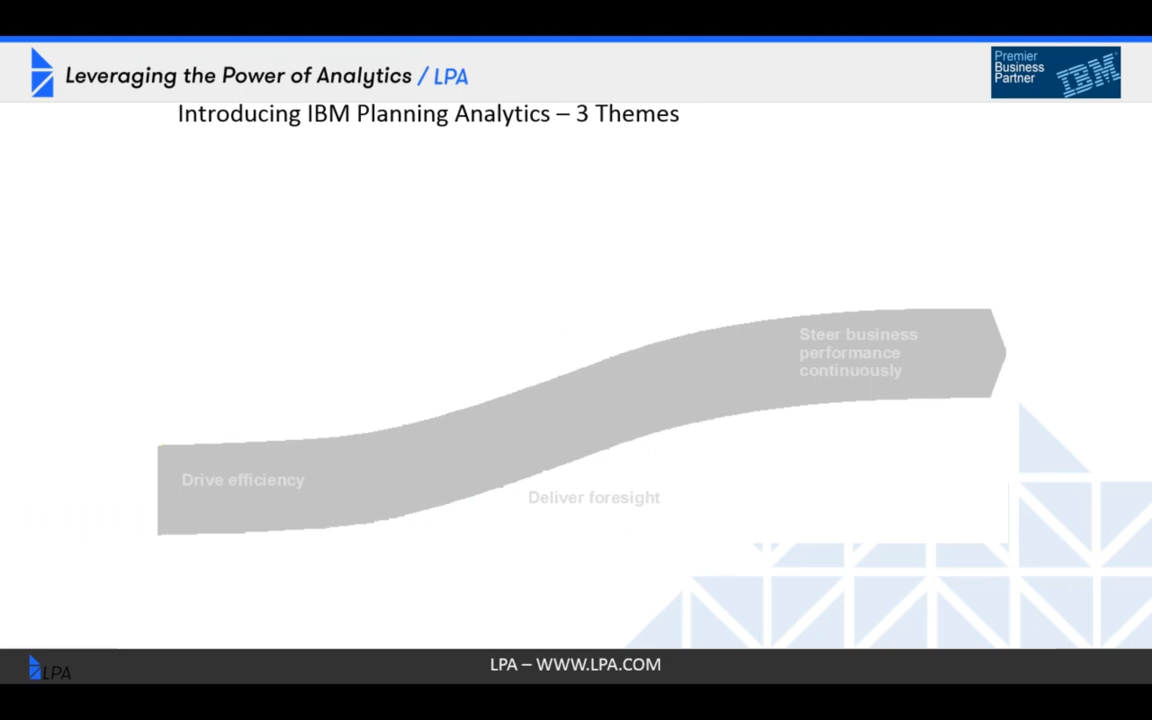 Leveraging the Power of Analytics / LPA
Premier
Business
Partner
IBM
Introducing IBM Planning Analytics – 3 Themes
Steer business
performance
continuously
Drive efficiency
Deliver foresight
LPA
LPA – WWW.LPA.COM